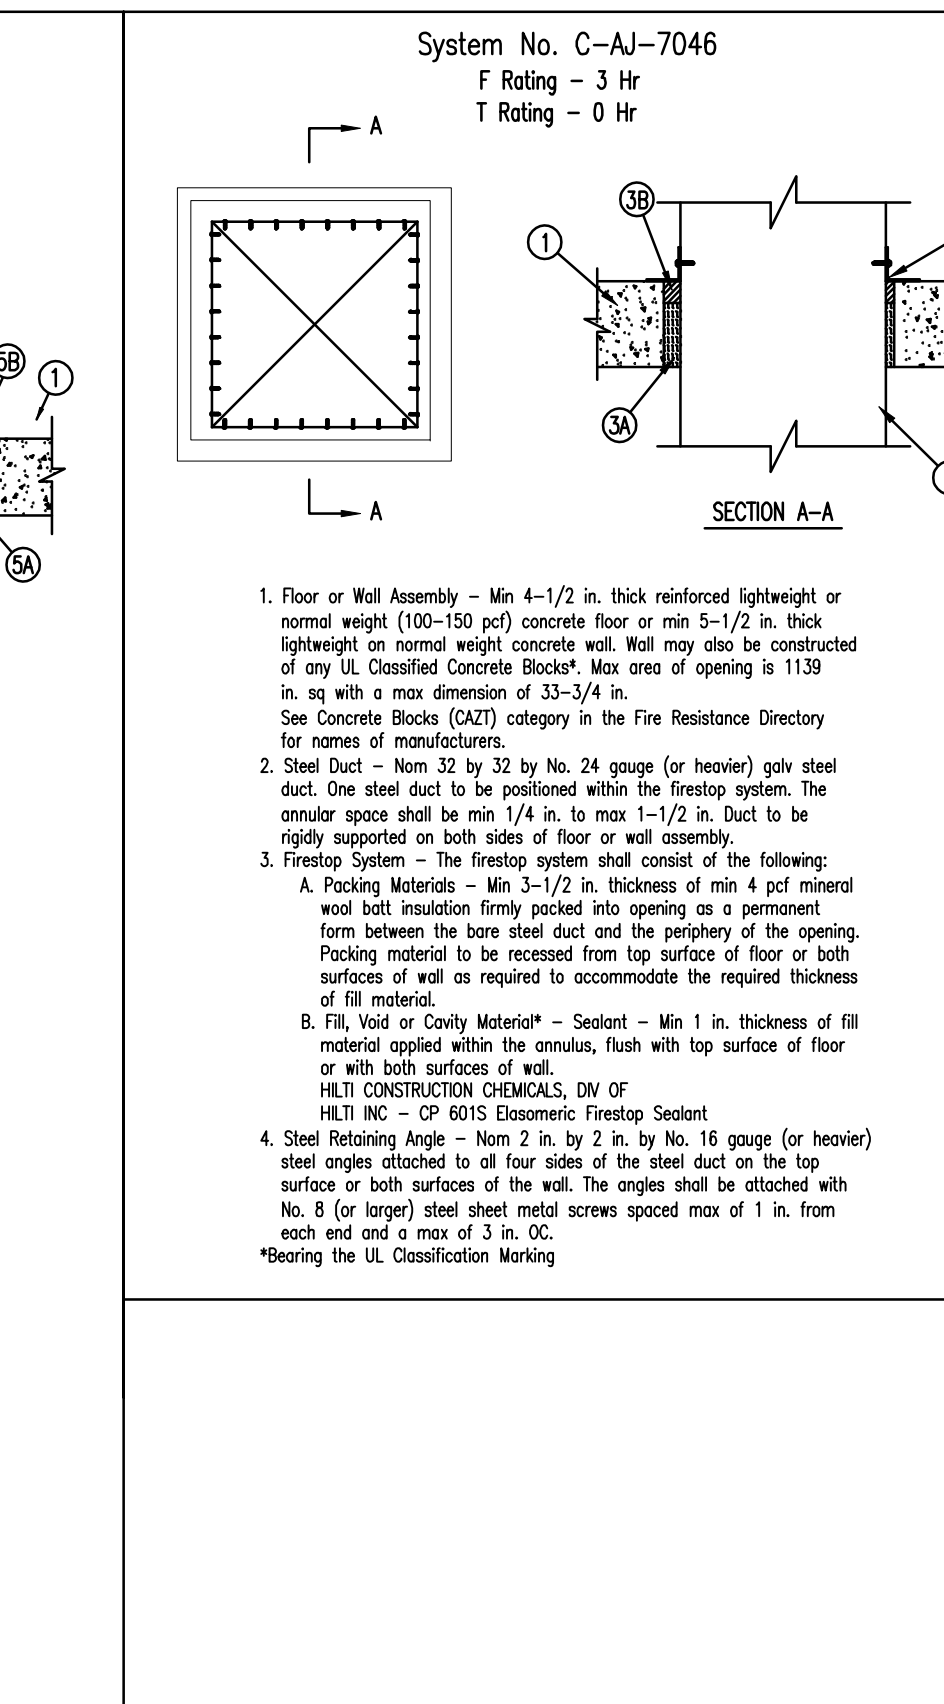 System No. C-AJ-7046
F Rating - 3 Hr
T Rating - 0 Hr
A
3B
1
3A
A
SECTION A-A
5B
1
5A
1. Floor or Wall Assembly - Min 4-1/2 in. thick reinforced lightweight or
normal weight (100-150 pcf) concrete floor or min 5-1/2 in. thick
lightweight on normal weight concrete wall. Wall may also be constructed
of any UL Classified Concrete Blocks*. Max area of opening is 1139
in. sq with a max dimension of 33-3/4 in.
See Concrete Blocks (CAZT) category in the Fire Resistance Directory
for names of manufacturers.
2. Steel Duct - Nom 32 by 32 by No. 24 gauge (or heavier) galv steel
duct. One steel duct to be positioned within the firestop system. The
annular space shall be min 1/4 in. to max 1-1/2 in. Duct to be
rigidly supported on both sides of floor or wall assembly.
3. Firestop System - The firestop system shall consist of the following:
A. Packing Materials - Min 3-1/2 in. thickness of min 4 pcf mineral
wool batt insulation firmly packed into opening as a permanent
form between the bare steel duct and the periphery of the opening.
Packing material to be recessed from top surface of floor or both
surfaces of wall as required to accommodate the required thickness
of fill material.
B. Fill, Void or Cavity Material* - Sealant - Min 1 in. thickness of fill
material applied within the annulus, flush with top surface of floor
or with both surfaces of wall.
HILTI CONSTRUCTION CHEMICALS, DIV OF
HILTI INC - CP 601S Elasomeric Firestop Sealant
4. Steel Retaining Angle - Nom 2 in. by 2 in. by No. 16 gauge (or heavier)
steel angles attached to all four sides of the steel duct on the top
surface or both surfaces of the wall. The angles shall be attached with
No. 8 (or larger) steel sheet metal screws spaced max of 1 in. from
each end and a max of 3 in. OC.
*Bearing the UL Classification Marking